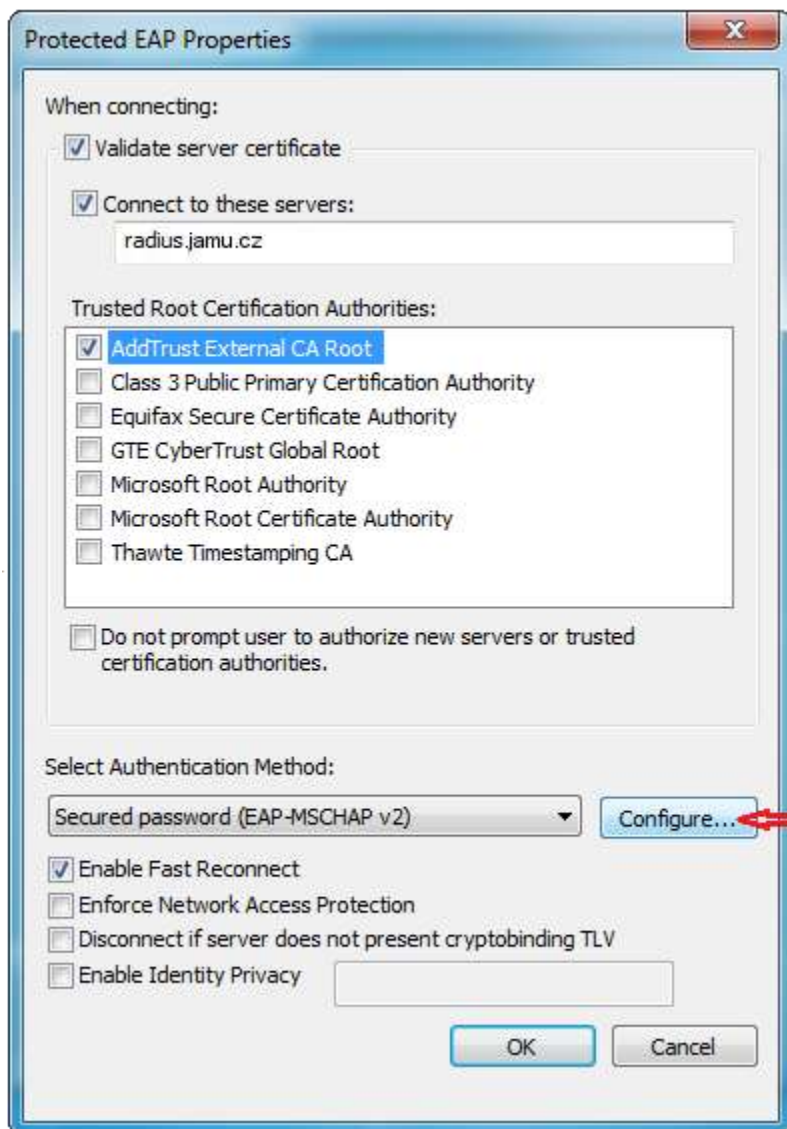 Protected EAP Properties
When connecting:
Validate server certificate
Connect to these servers:
radius.jamu.cz
Trusted Root Certification Authorities:
AddTrust External CA Root
Class 3 Public Primary Certification Authority
Equifax Secure Certificate Authority
GTE CyberTrust Global Root
Microsoft Root Authority
Microsoft Root Certificate Authority
Thawte Timestamping CA
Do not prompt user to authorize new servers or trusted
certification authorities.
Select Authentication Method:
Secured password (EAP-MSCHAP v2)
Configure...
Enable Fast Reconnect
Enforce Network Access Protection
Disconnect if server does not present cryptobinding TLV
Enable Identity Privacy
OK
Cancel